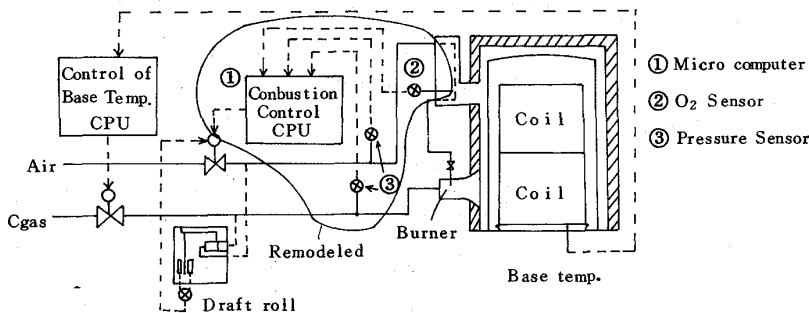 Control of
Base Temp.
CPU
①
Conbustion
Control
CPU
②
③
Air
Cgas
Remodeled
Draft roll
Burner
Coil
Coil
Base temp.
① Micro computer
② O₂ Sensor
③ Pressure Sensor